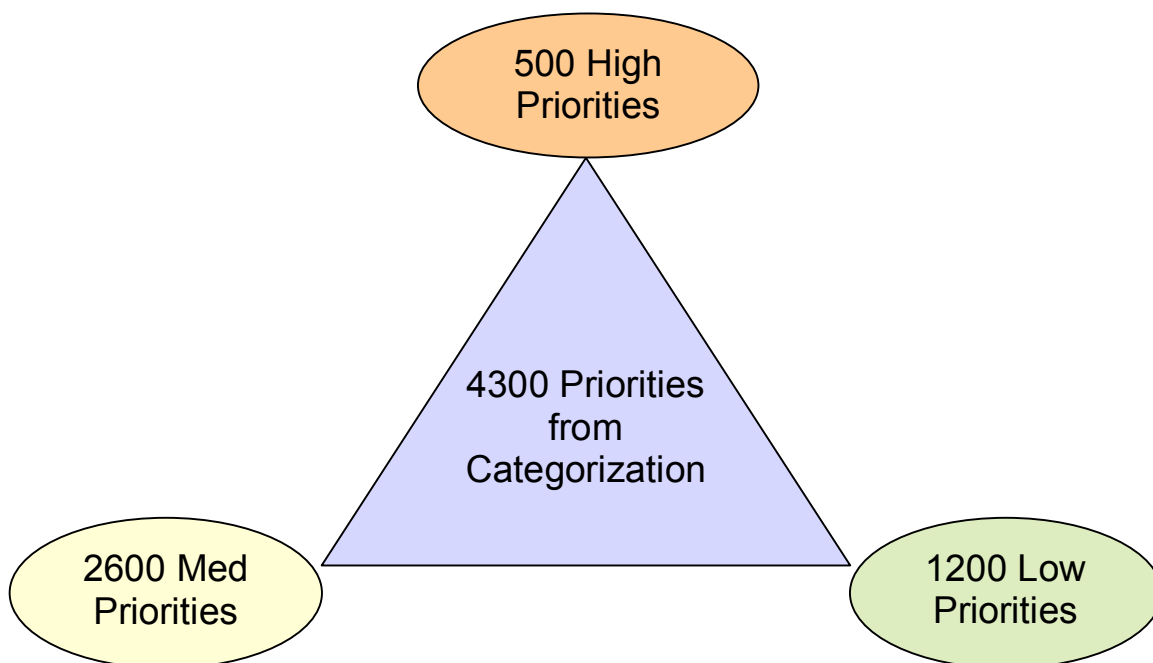 500 High
Priorities
4300 Priorities
from
Categorization
2600 Med
Priorities
1200 Low
Priorities